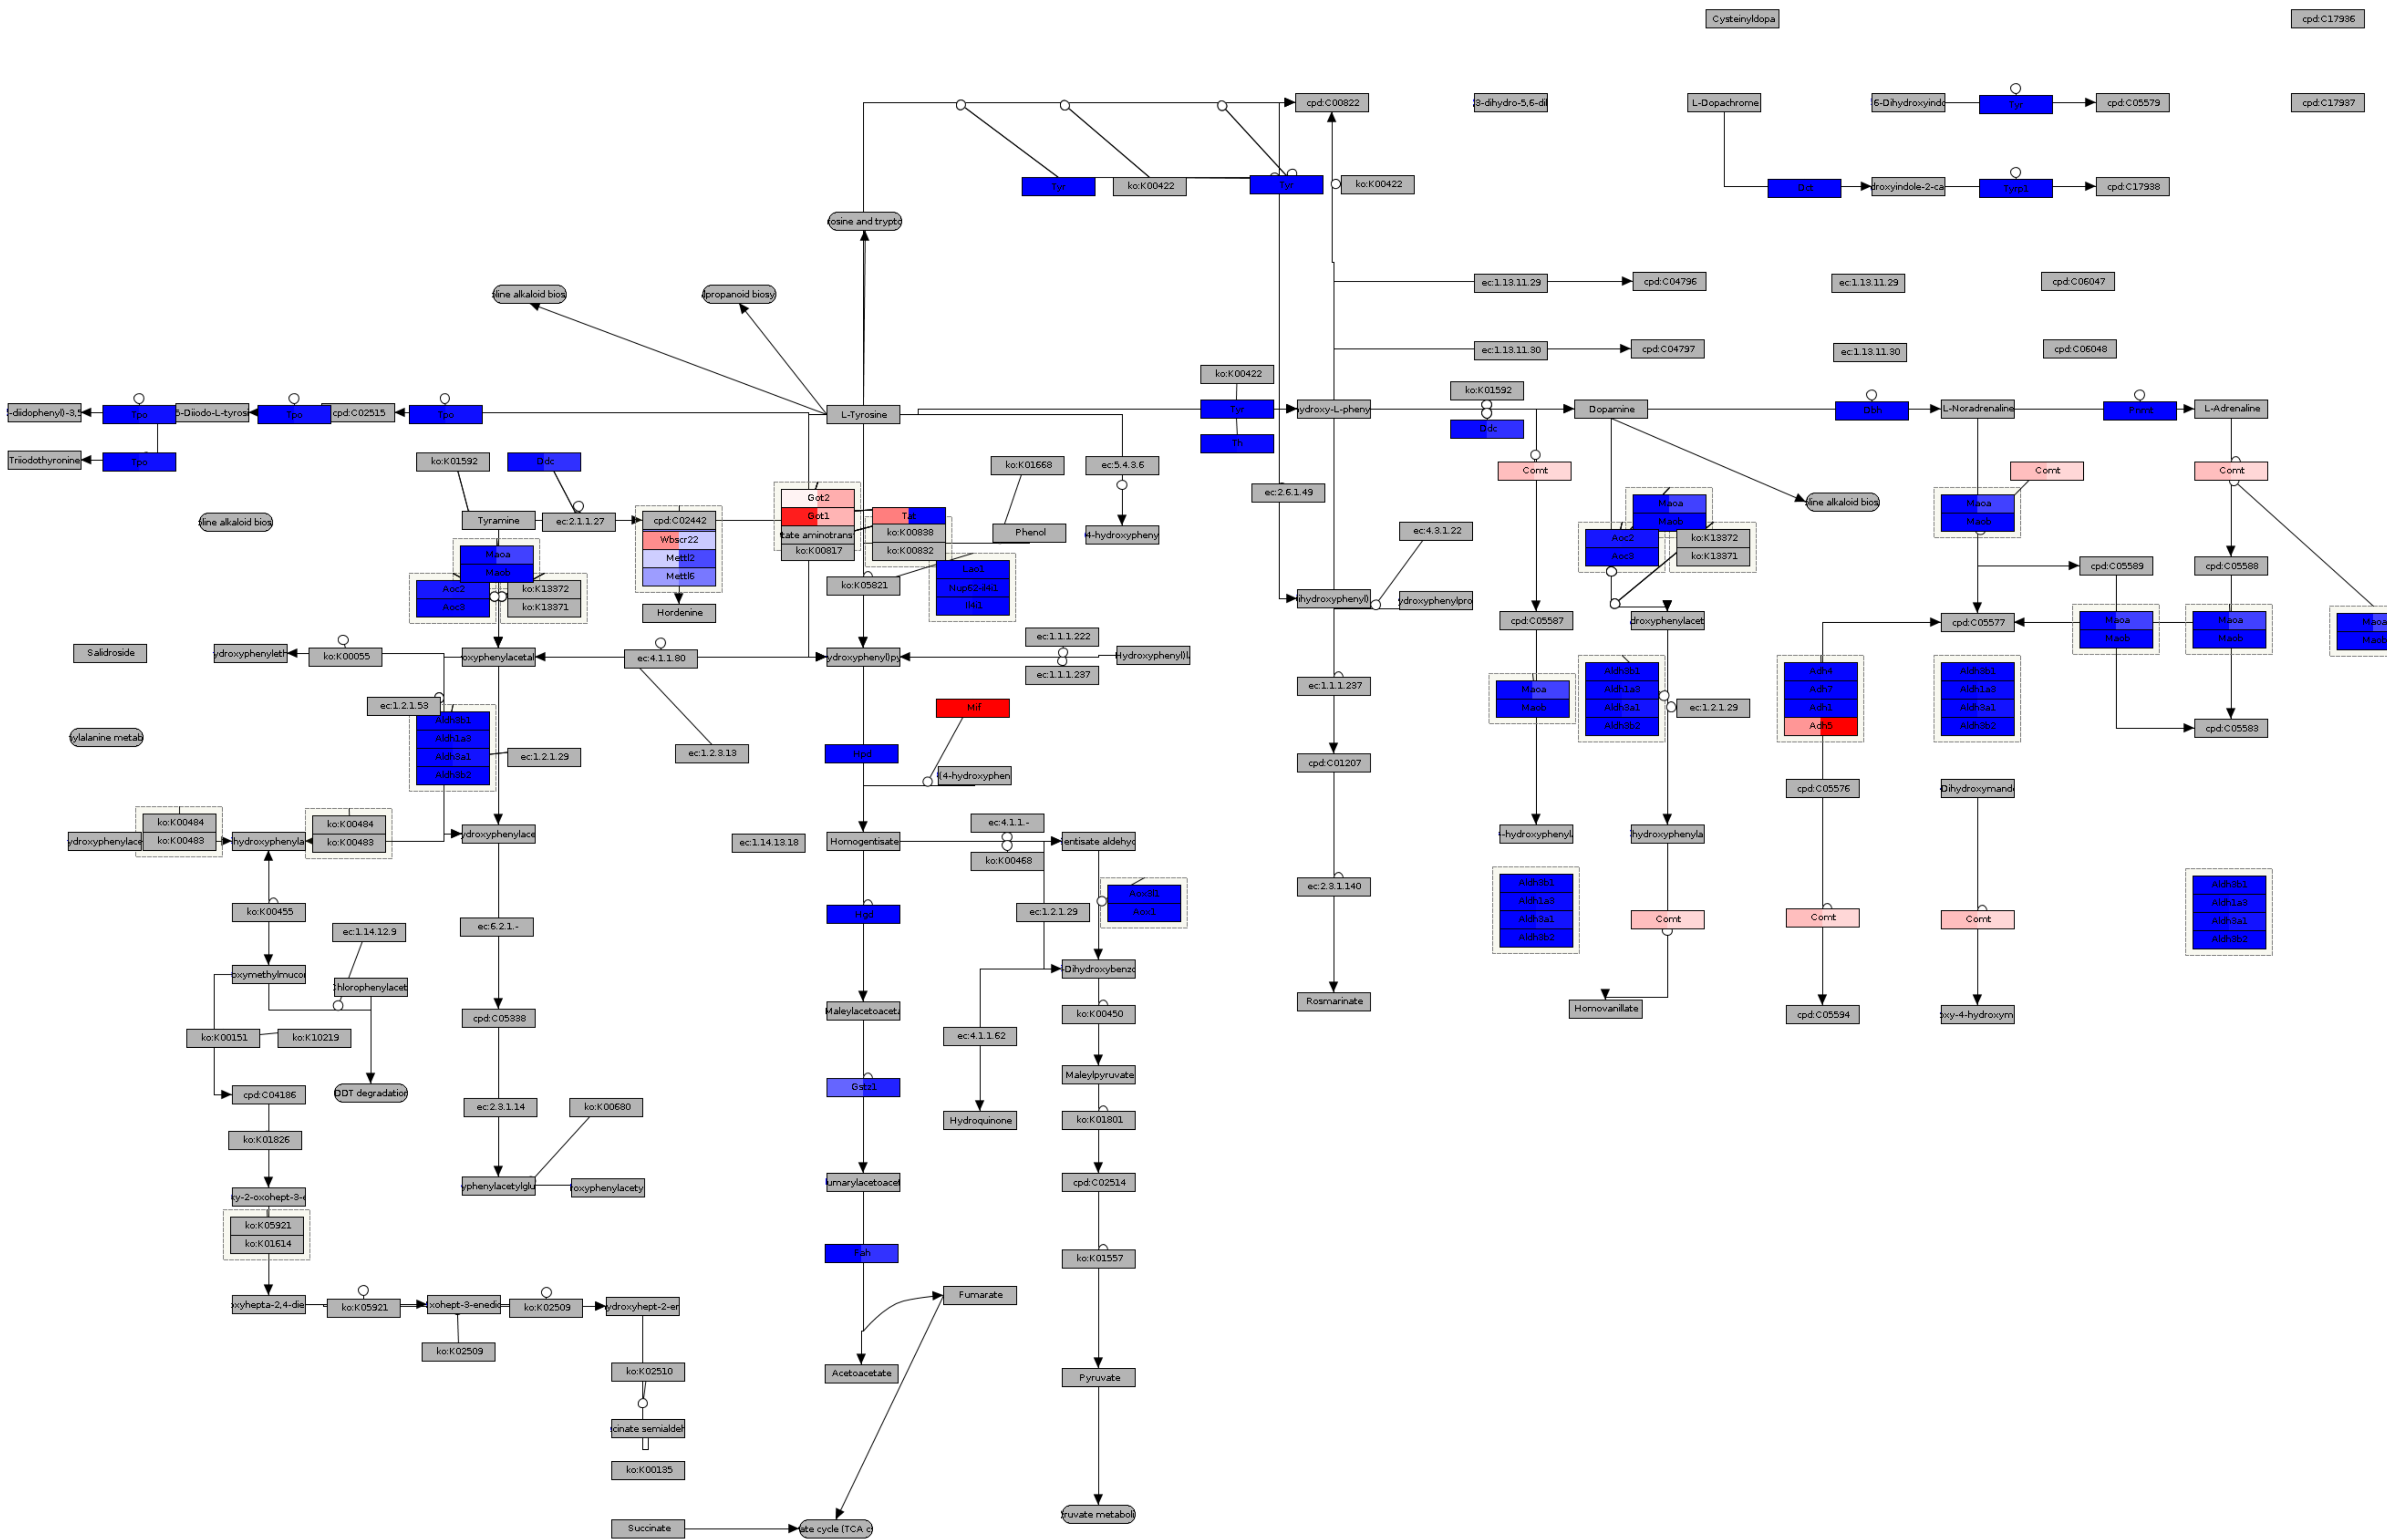 Cysteinyldopa
cpd:C17936
cpd:C00822
3-dihydro-5,6-dil
L-Dopachrome
6-Dihydroxyindo
Tyr
cpd:C05579
cpd:C17937
Tyr
ko:K00422
Tyr
ko:K00422
Dct
droxyindole-2-ca
Tyrp1
cpd:C17938
rosine and trypto
line alkaloid bios
lpropanoid biosy
ec:1.13.11.29
cpd:C04796
ec:1.13.11.29
cpd:C06047
ec:1.13.11.30
cpd:C04797
ec:1.13.11.30
cpd:C06048
ko:K00422
ko:K01592
-diidophenyl)-3,5
Tpo
5-Diiodo-L-tyrosi
Tpo
cpd:C02515
Tpo
L-Tyrosine
Tyr
ydroxy-L-pheny
Dopamine
Dbh
L-Noradrenaline
Pnmt
L-Adrenaline
Ddc
Th
Triiodothyronine
Tpo
ko:K01592
Ddc
ko:K01668
ec:5.4.3.6
Comt
Comt
Comt
ec:2.6.1.49
Got2
Got1
tate aminotrans
ko:K00817
Tat
ko:K00838
ko:K00832
line alkaloid bios
Tyramine
ec:2.1.1.27
cpd:C02442
Wbscr22
Mettl2
Mettl6
Hordenine
Phenol
4-hydroxypheny
ec:4.3.1.22
Maoa
Maob
Aoc2
Aoc3
ko:K13372
ko:K13371
line alkaloid bios
Maoa
Maob
Maoa
Maob
Aoc2
Aoc3
ko:K13372
ko:K13371
ko:K05821
Lao1
Nup62-il4i1
Il4i1
cpd:C05589
cpd:C05588
ihydroxyphenyl).
ydroxyphenylpro
cpd:C05587
droxyphenylacet
cpd:C05577
Maoa
Maob
Maoa
Maob
Maoa
Maob
Salidroside
ydroxyphenyleth
ko:K00055
oxyphenylacetal
ec:4.1.1.80
ydroxyphenyl)py
ec:1.1.1.222
ec:1.1.1.237
Hydroxyphenyl)L
ec:1.1.1.237
Maoa
Maob
Aldh3b1
Aldh1a3
Aldh3a1
Aldh3b2
ec:1.2.1.29
Adh4
Adh7
Adh1
Adh5
Aldh3b1
Aldh1a3
Aldh3a1
Aldh3b2
cpd:C05583
ec:1.2.1.53
Aldh3b1
Aldh1a3
Aldh3a1
Aldh3b2
ec:1.2.1.29
ylalanine metab
ec:1.2.3.13
Mif
Hpd
l(4-hydroxyphen
cpd:C01207
cpd:C05576
Dihydroxymande
ydroxyphenylace
ko:K00484
ko:K00483
hydroxyphenyla
ko:K00484
ko:K00483
ydroxyphenylace
ec:1.14.13.18
Homogentisate
ec:4.1.1.-
ko:K00468
entisate aldehyd
-hydroxyphenyl.
hydroxyphenyla
ko:K00455
ec:1.14.12.9
ec:6.2.1.-
Hgd
ec:1.2.1.29
Aox3l1
Aox1
ec:2.3.1.140
Aldh3b1
Aldh1a3
Aldh3a1
Aldh3b2
Comt
Comt
Comt
Aldh3b1
Aldh1a3
Aldh3a1
Aldh3b2
oxymethylmucor
hlorophenylacet
-Dihydroxybenzo
Rosmarinate
Homovanillate
cpd:C05594
oxy-4-hydroxym
ko:K00151
ko:K10219
cpd:C05338
Maleylacetoaceta
ec:4.1.1.62
ko:K00450
cpd:C04186
DDT degradation
Gstz1
Maleylpyruvate
ec:2.3.1.14
ko:K00680
Hydroquinone
ko:K01801
ko:K01826
xy-2-oxohept-3-e
yphenylacetylglu
oxyphenylacety
umarylacetoacet
cpd:C02514
ko:K05921
ko:K01614
Fah
ko:K01557
oxyhepta-2,4-die
ko:K05921
xohept-3-enedio
ko:K02509
ydroxyhept-2-en
Fumarate
ko:K02509
ko:K02510
Acetoacetate
Pyruvate
cinate semialdeh
ko:K00135
Succinate
ate cycle (TCA c
ruvate metaboli